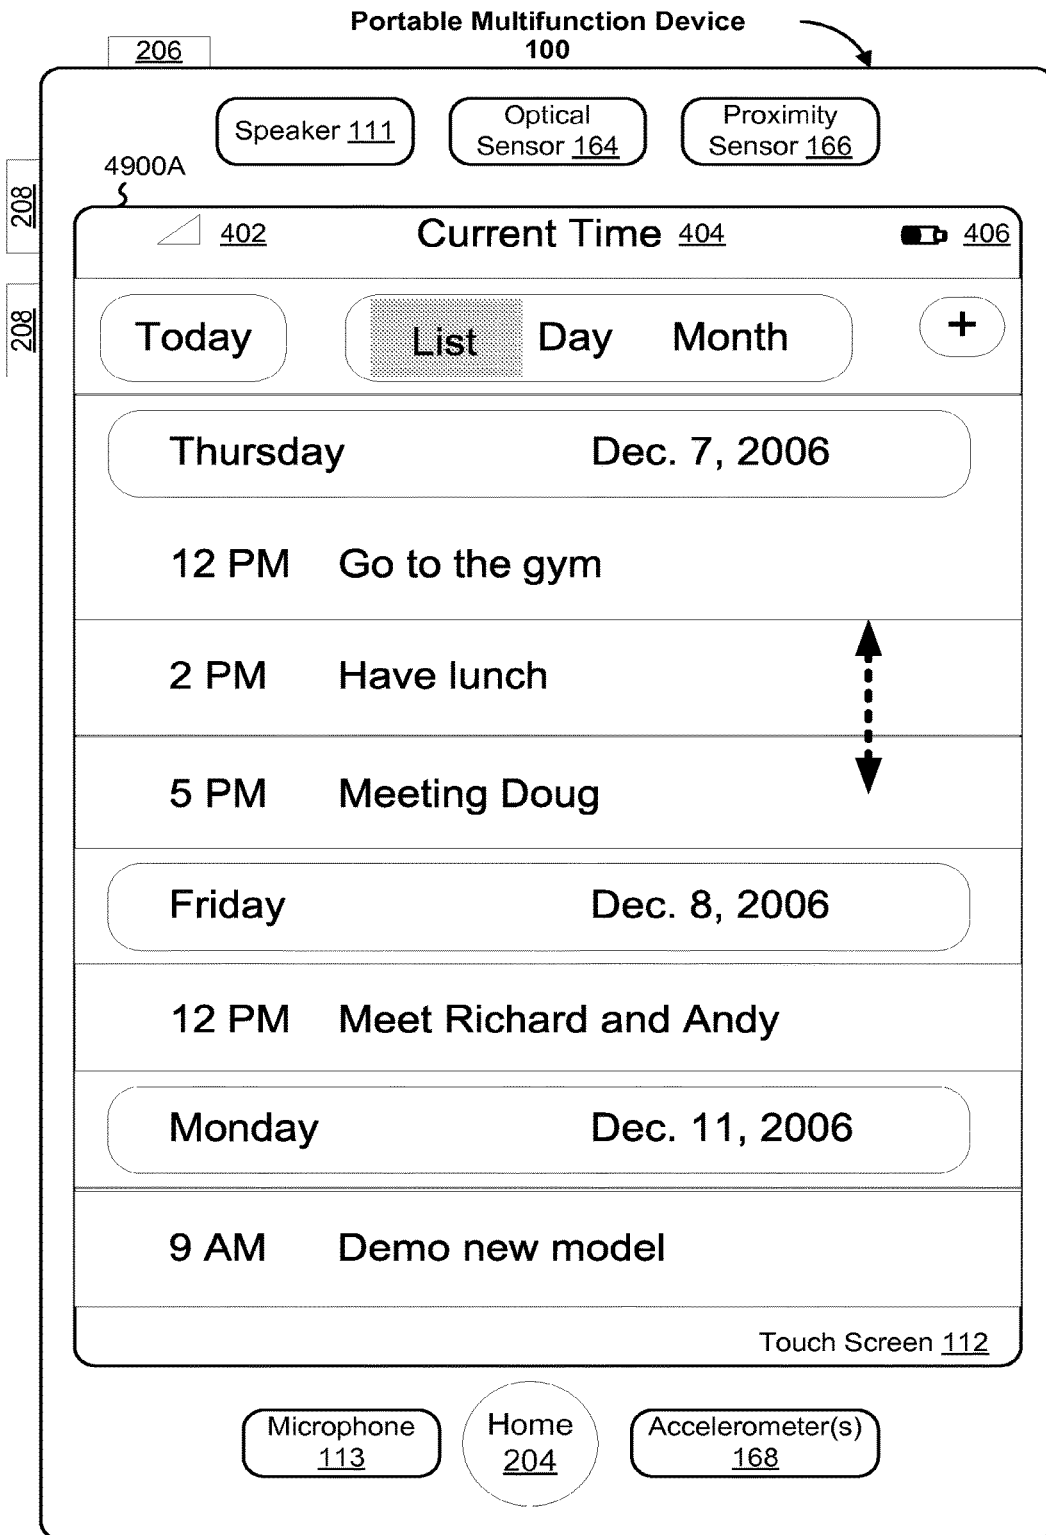 Portable Multifunction Device
100
206
Speaker 111
Optical
Sensor 164
Proximity
Sensor 166
4900A
208
402 Current Time 404 406
208
Today List Day Month +
Thursday Dec. 7, 2006
12 PM Go to the gym
2 PM Have lunch
5 PM Meeting Doug
Friday Dec. 8, 2006
12 PM Meet Richard and Andy
Monday Dec. 11, 2006
9 AM Demo new model
Touch Screen 112
Microphone
113
Home
204
Accelerometer(s)
168